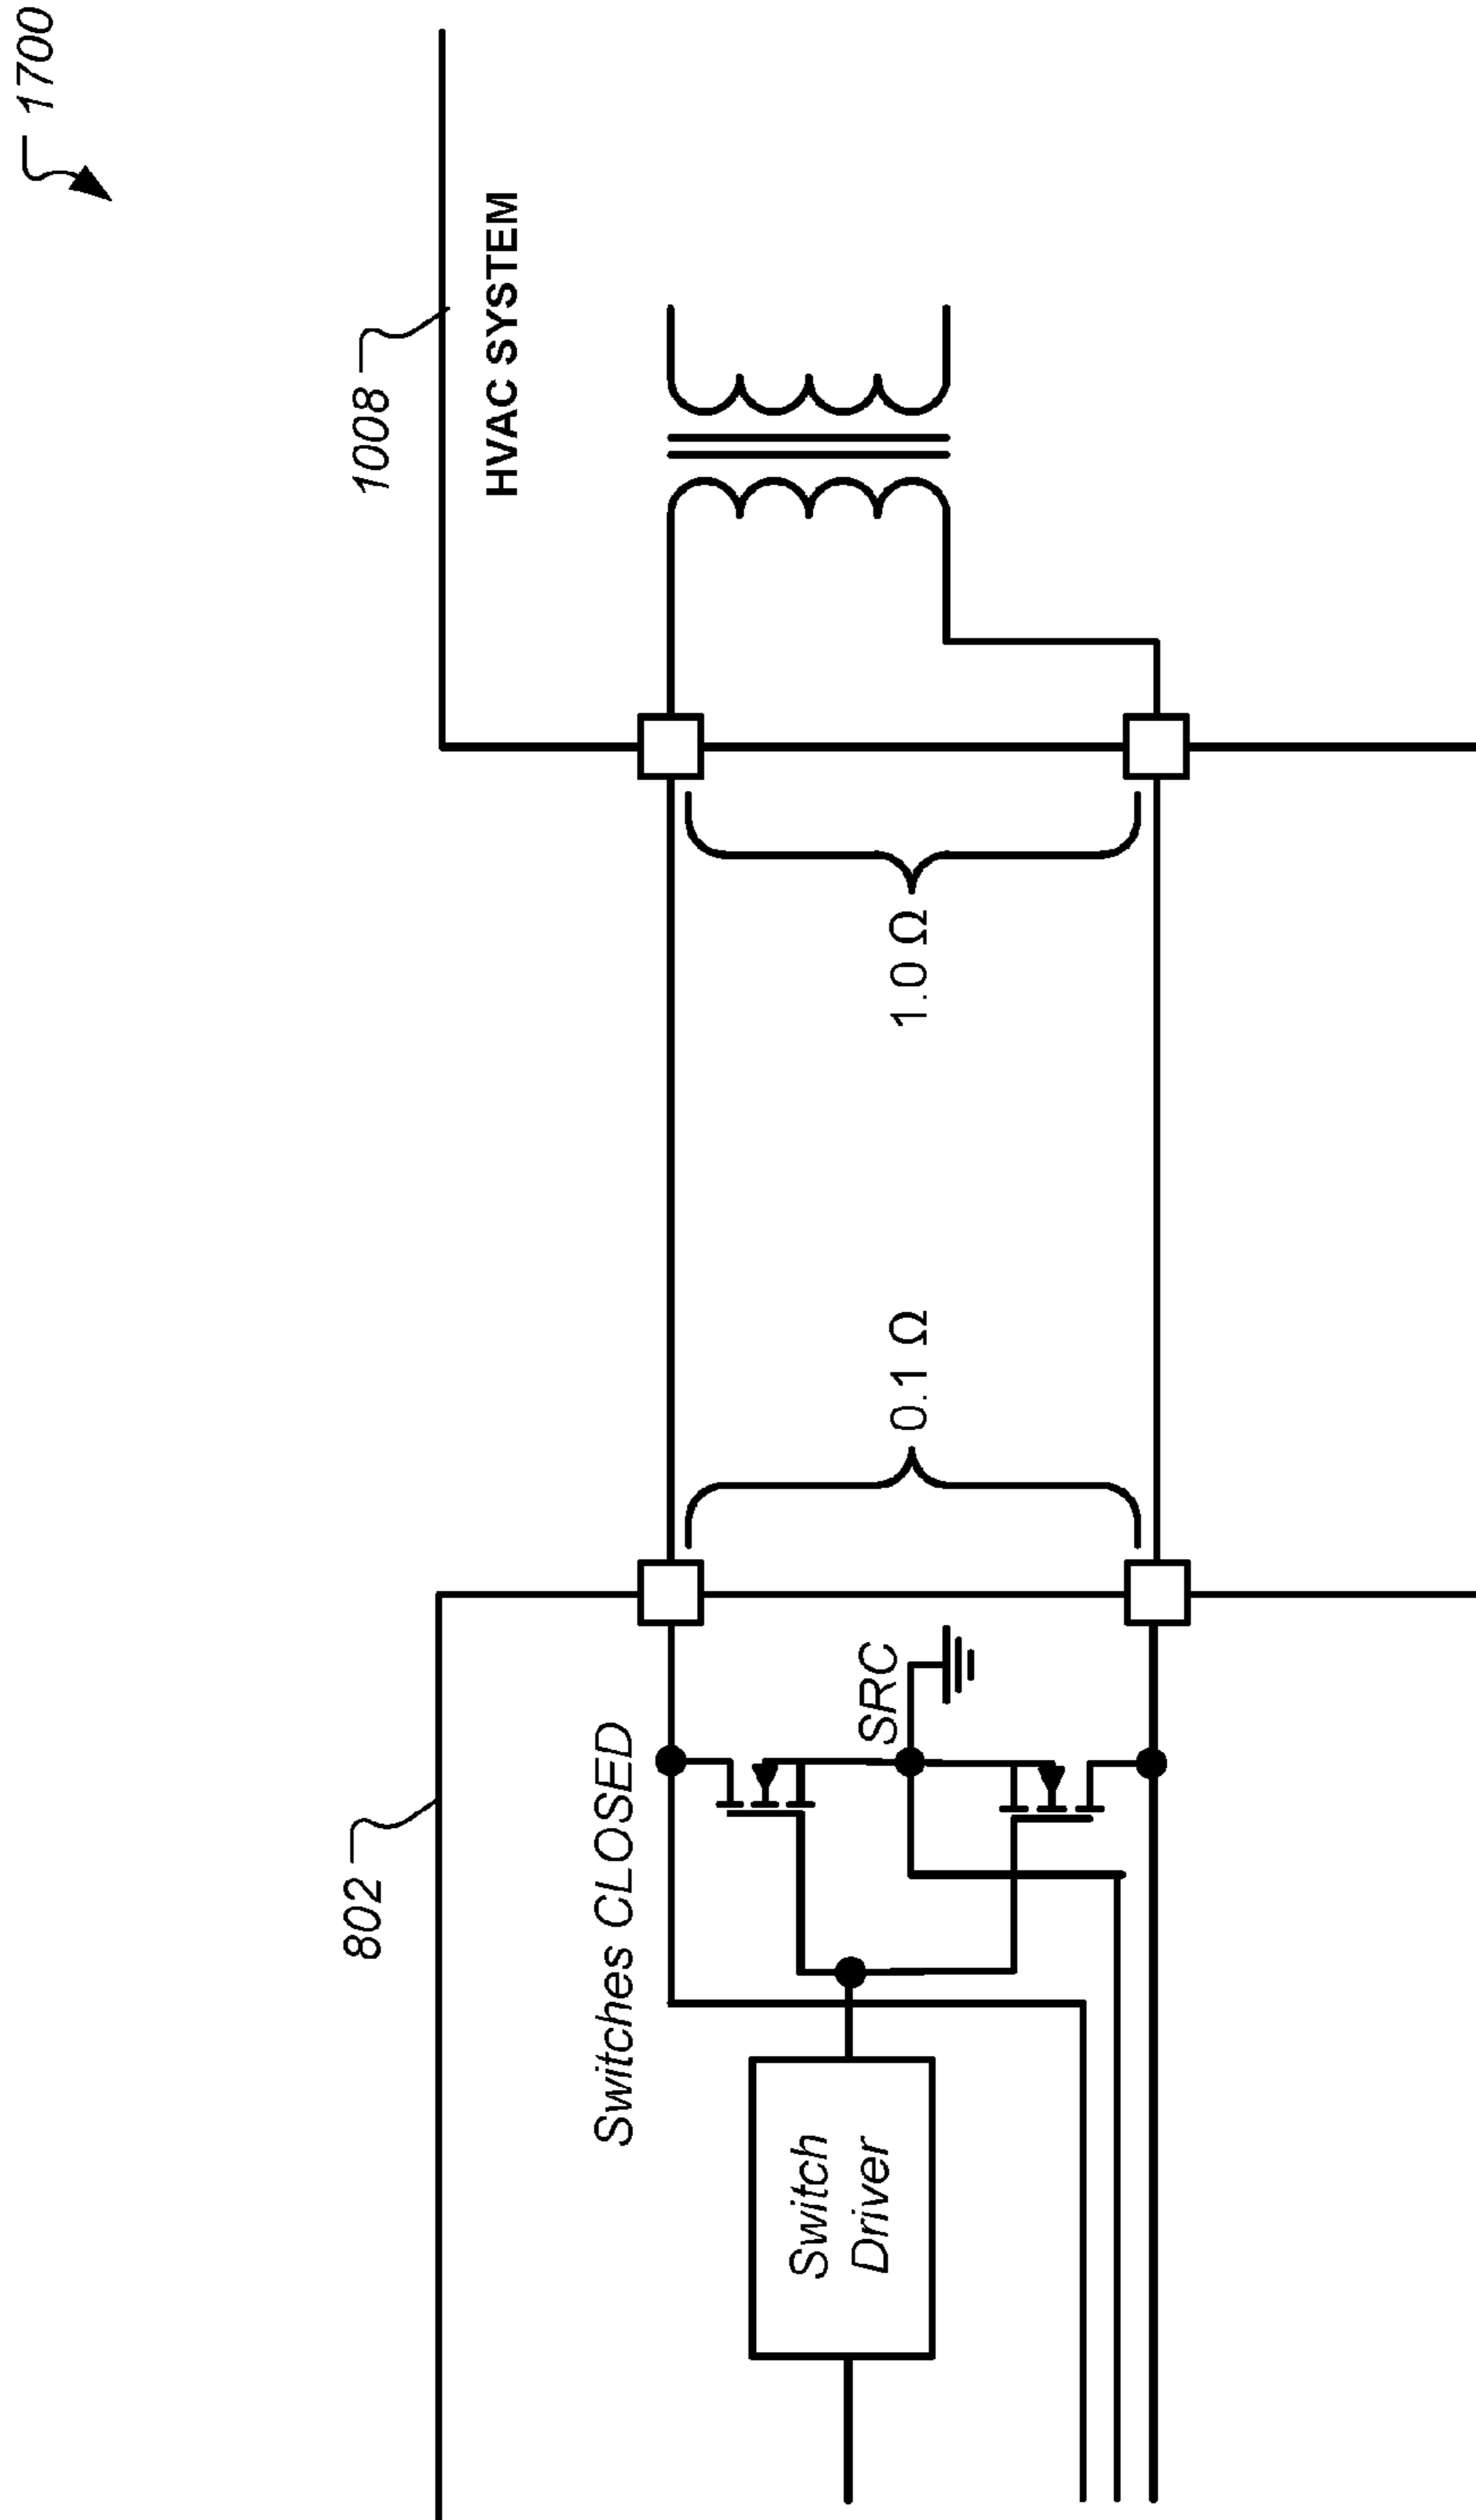 1700
1008
HVAC SYSTEM
1.0 Ω
0.1 Ω
802
Switches CLOSED
SRC
Switch
Driver